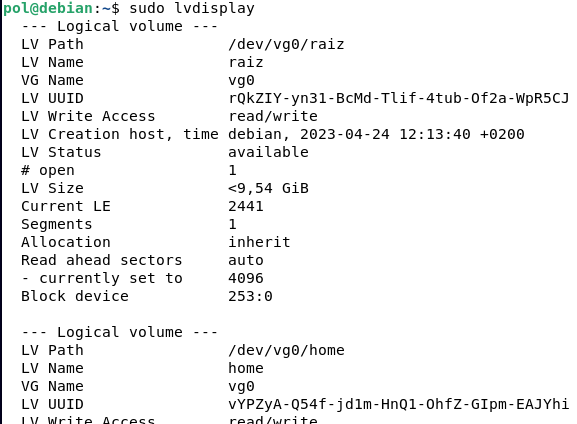 pol@debian:~$ sudo lvdisplay
--- Logical volume ---
LV Path                /dev/vg0/raiz
LV Name                raiz
VG Name                vg0
LV UUID                rQkZIY-yn31-BcMd-Tlif-4tub-Of2a-WpR5CJ
LV Write Access        read/write
LV Creation host, time debian, 2023-04-24 12:13:40 +0200
LV Status              available
# open                 1
LV Size                <9,54 GiB
Current LE             2441
Segments               1
Allocation             inherit
Read ahead sectors     auto
- currently set to     4096
Block device           253:0
--- Logical volume ---
LV Path                /dev/vg0/home
LV Name                home
VG Name                vg0
LV UUID                vYPZyA-Q54f-jd1m-HnQ1-OhfZ-GIpm-EAJYhi
LV Write Access        read/write